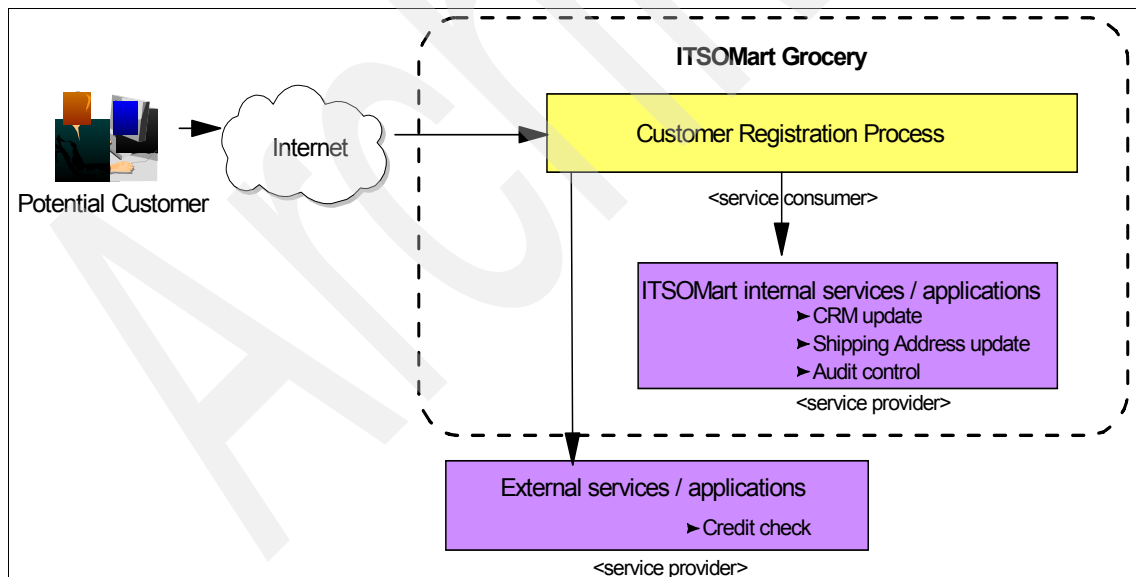 ITSOMart Grocery
Customer Registration Process
Internet
Potential Customer
<service consumer>
ITSOMart internal services / applications
➤ CRM update
➤ Shipping Address update
➤ Audit control
<service provider>
External services / applications
➤ Credit check
<service provider>